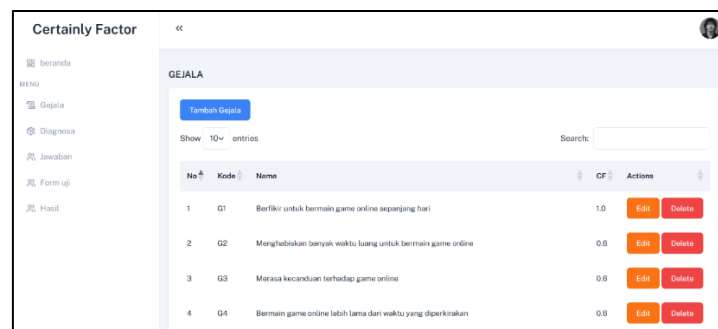 Certainly Factor
«
beranda
MENU
Gejala
Diagnosa
Jawaban
Form uji
Hasil
GEJALA
Tambah Gejala
Show 10 entries
Search:
No Kode Nama CF Actions
1 G1 Berfikir untuk bermain game online sepanjang hari 1.0 Edit Delete
2 G2 Menghabiskan banyak waktu luang untuk bermain game online 0.6 Edit Delete
3 G3 Merasa kecanduan terhadap game online 0.6 Edit Delete
4 G4 Bermain game online lebih lama dari waktu yang diperkirakan 0.6 Edit Delete